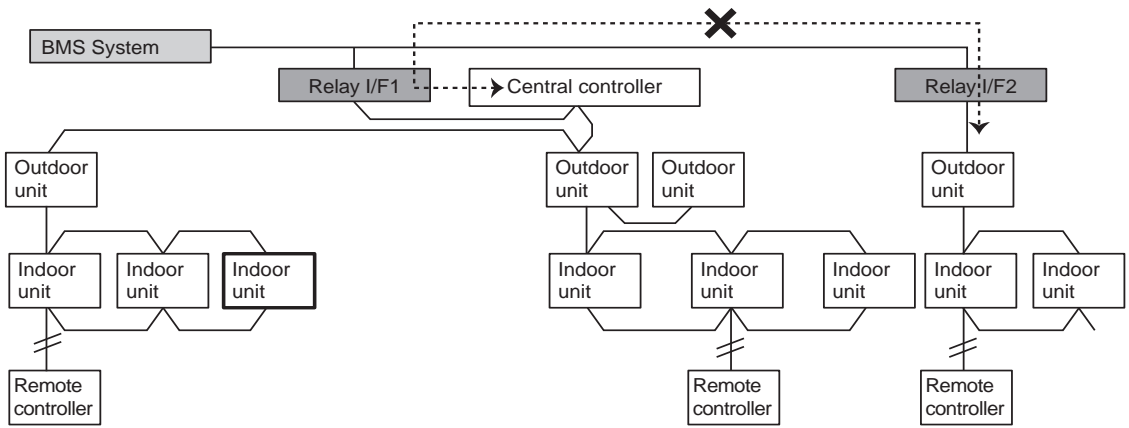 BMS System
Relay I/F1
Central controller
Relay I/F2
Outdoor
unit
Outdoor
unit
Outdoor
unit
Outdoor
unit
Indoor
unit
Indoor
unit
Indoor
unit
Indoor
unit
Indoor
unit
Indoor
unit
Indoor
unit
Indoor
unit
Remote
controller
Remote
controller
Remote
controller